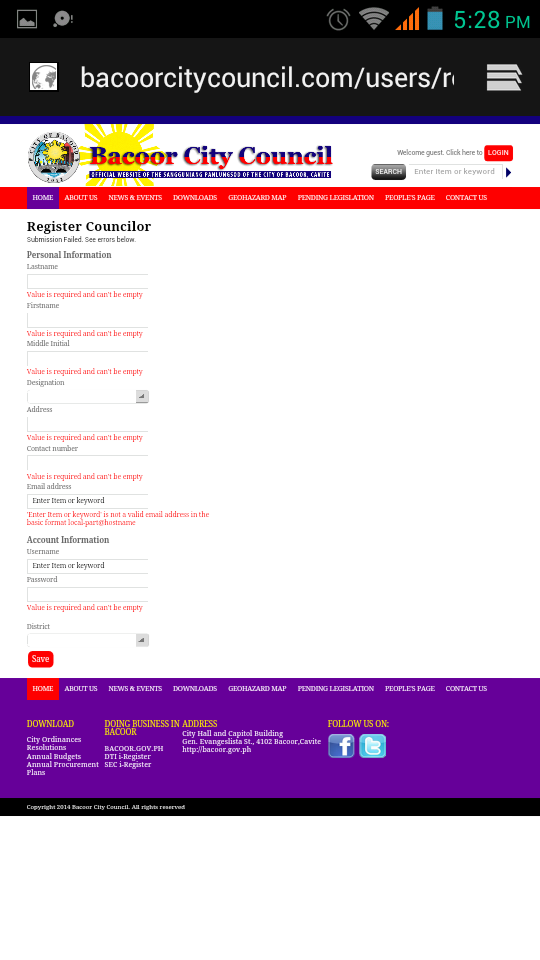 5:28 PM
bacoorcitycouncil.com/users/re
Bacoor City Council
OFFICIAL WEBSITE OF THE SANGGUNIANG PANLUNGSOD OF THE CITY OF BACOOR, CAVITE
Welcome guest. Click here to LOGIN
SEARCH Enter Item or keyword
HOME ABOUT US NEWS & EVENTS DOWNLOADS GEOHAZARD MAP PENDING LEGISLATION PEOPLE'S PAGE CONTACT US
Register Councilor
Submission Failed. See errors below.
Personal Information
Lastname
Value is required and can't be empty
Firstname
Value is required and can't be empty
Middle Initial
Value is required and can't be empty
Designation
Address
Value is required and can't be empty
Contact number
Value is required and can't be empty
Email address
Enter Item or keyword
'Enter Item or keyword' is not a valid email address in the
basic format local-part@hostname
Account Information
Username
Enter Item or keyword
Password
Value is required and can't be empty
District
Save
HOME ABOUT US NEWS & EVENTS DOWNLOADS GEOHAZARD MAP PENDING LEGISLATION PEOPLE'S PAGE CONTACT US
DOWNLOAD
City Ordinances
Resolutions
Annual Budgets
Annual Procurement
Plans
DOING BUSINESS IN
BACOOR
BACOOR.GOV.PH
DTI i-Register
SEC i-Register
ADDRESS
City Hall and Capitol Building
Gen. Evangeslista St., 4102 Bacoor,Cavite
http://bacoor.gov.ph
FOLLOW US ON:
Copyright 2014 Bacoor City Council. All rights reserved